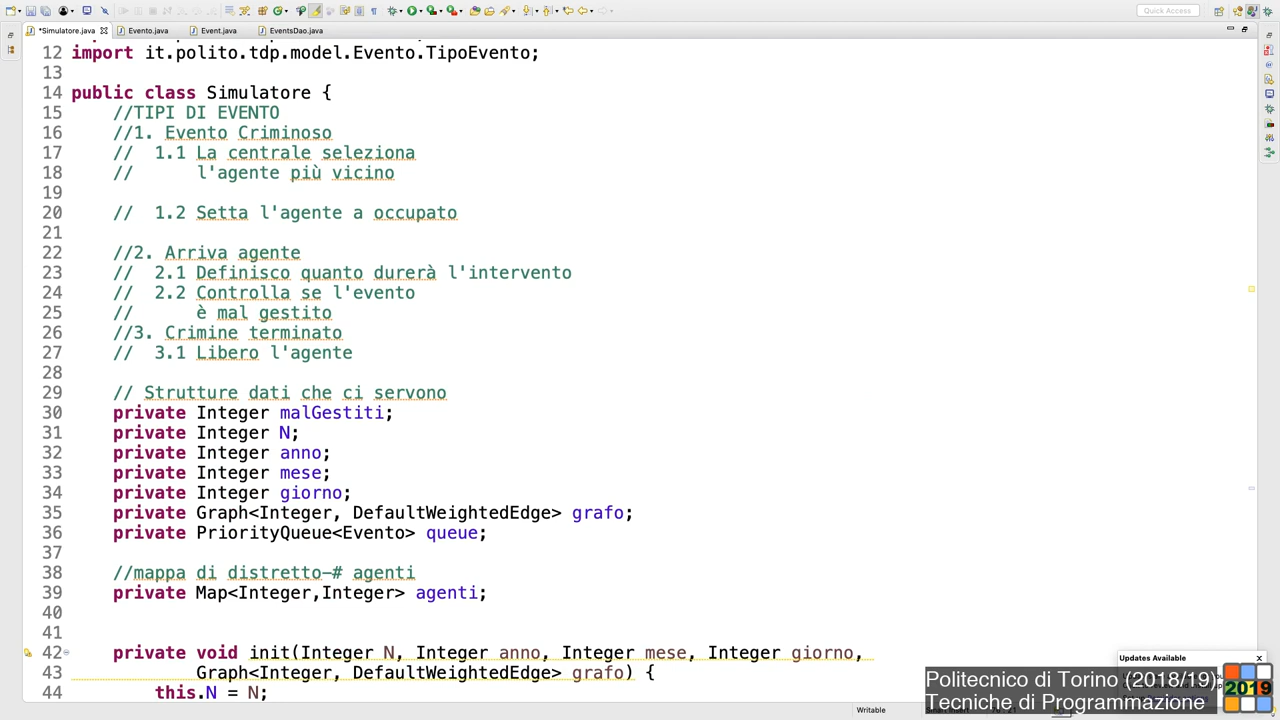 Quick Access
*Simulatore.java
Evento.java
Event.java
EventsDao.java
12 import it.polito.tdp.model.Evento.TipoEvento;
13
14 public class Simulatore {
15 //TIPI DI EVENTO
16 //1. Evento Criminoso
17 // 1.1 La centrale seleziona
18 // l'agente più vicino
19
20 // 1.2 Setta l'agente a occupato
21
22 //2. Arriva agente
23 // 2.1 Definisco quanto durerà l'intervento
24 // 2.2 Controlla se l'evento
25 // è mal gestito
26 //3. Crimine terminato
27 // 3.1 Libero l'agente
28
29 // Strutture dati che ci servono
30 private Integer malGestiti;
31 private Integer N;
32 private Integer anno;
33 private Integer mese;
34 private Integer giorno;
35 private Graph<Integer, DefaultWeightedEdge> grafo;
36 private PriorityQueue<Evento> queue;
37
38 //mappa di distretto-# agenti
39 private Map<Integer,Integer> agenti;
40
41
42 private void init(Integer N, Integer anno, Integer mese, Integer giorno,
43 Graph<Integer, DefaultWeightedEdge> grafo) {
44 this.N = N;
Updates Available
Politecnico di Torino (2018/19):
Tecniche di Programmazione
2019
Writable